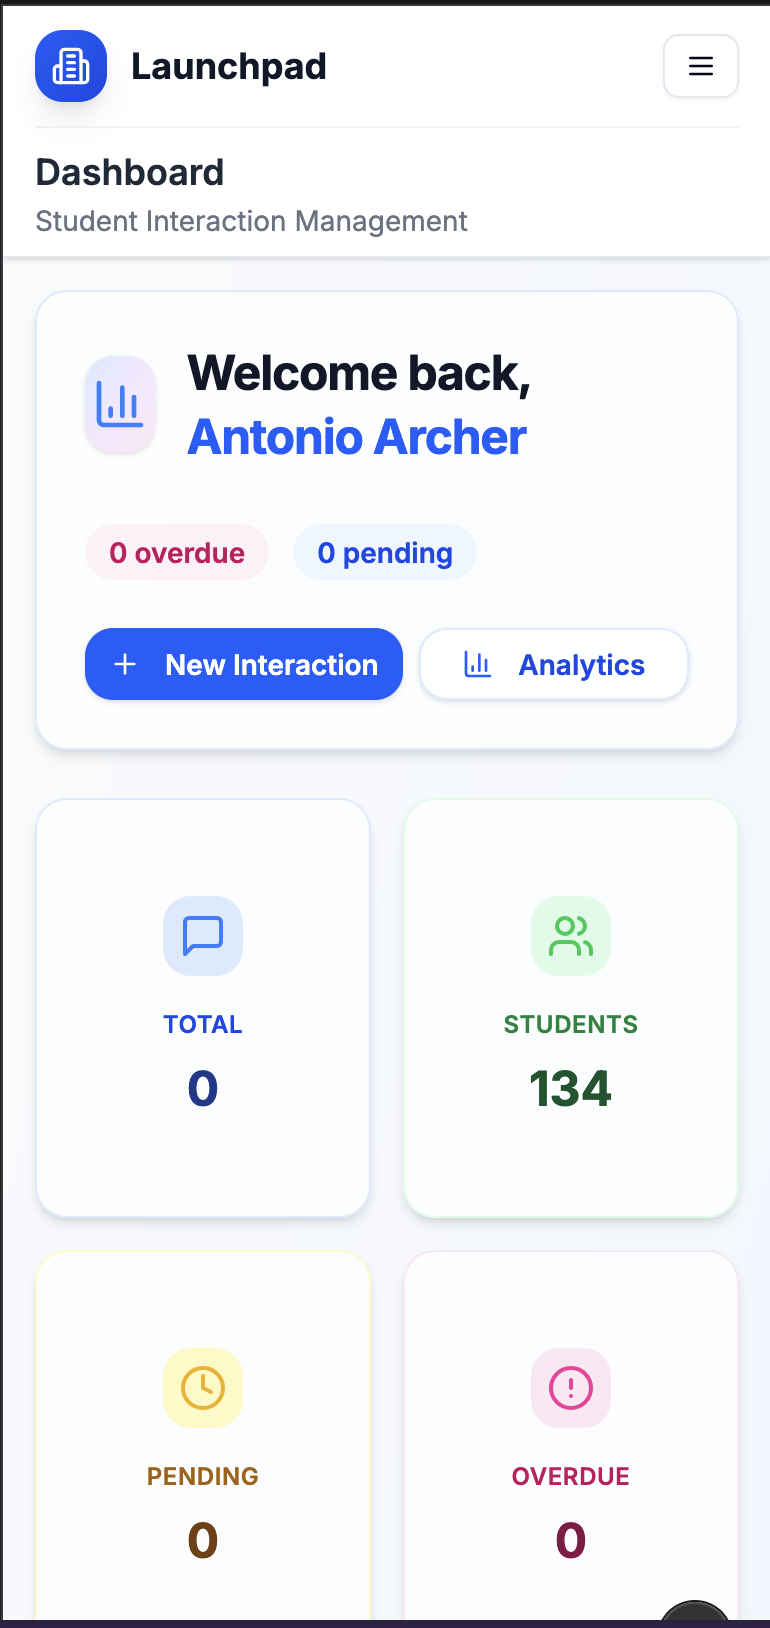 Launchpad
Dashboard
Student Interaction Management
Welcome back,
Antonio Archer
0 overdue
0 pending
New Interaction
Analytics
TOTAL
0
STUDENTS
134
PENDING
0
OVERDUE
0